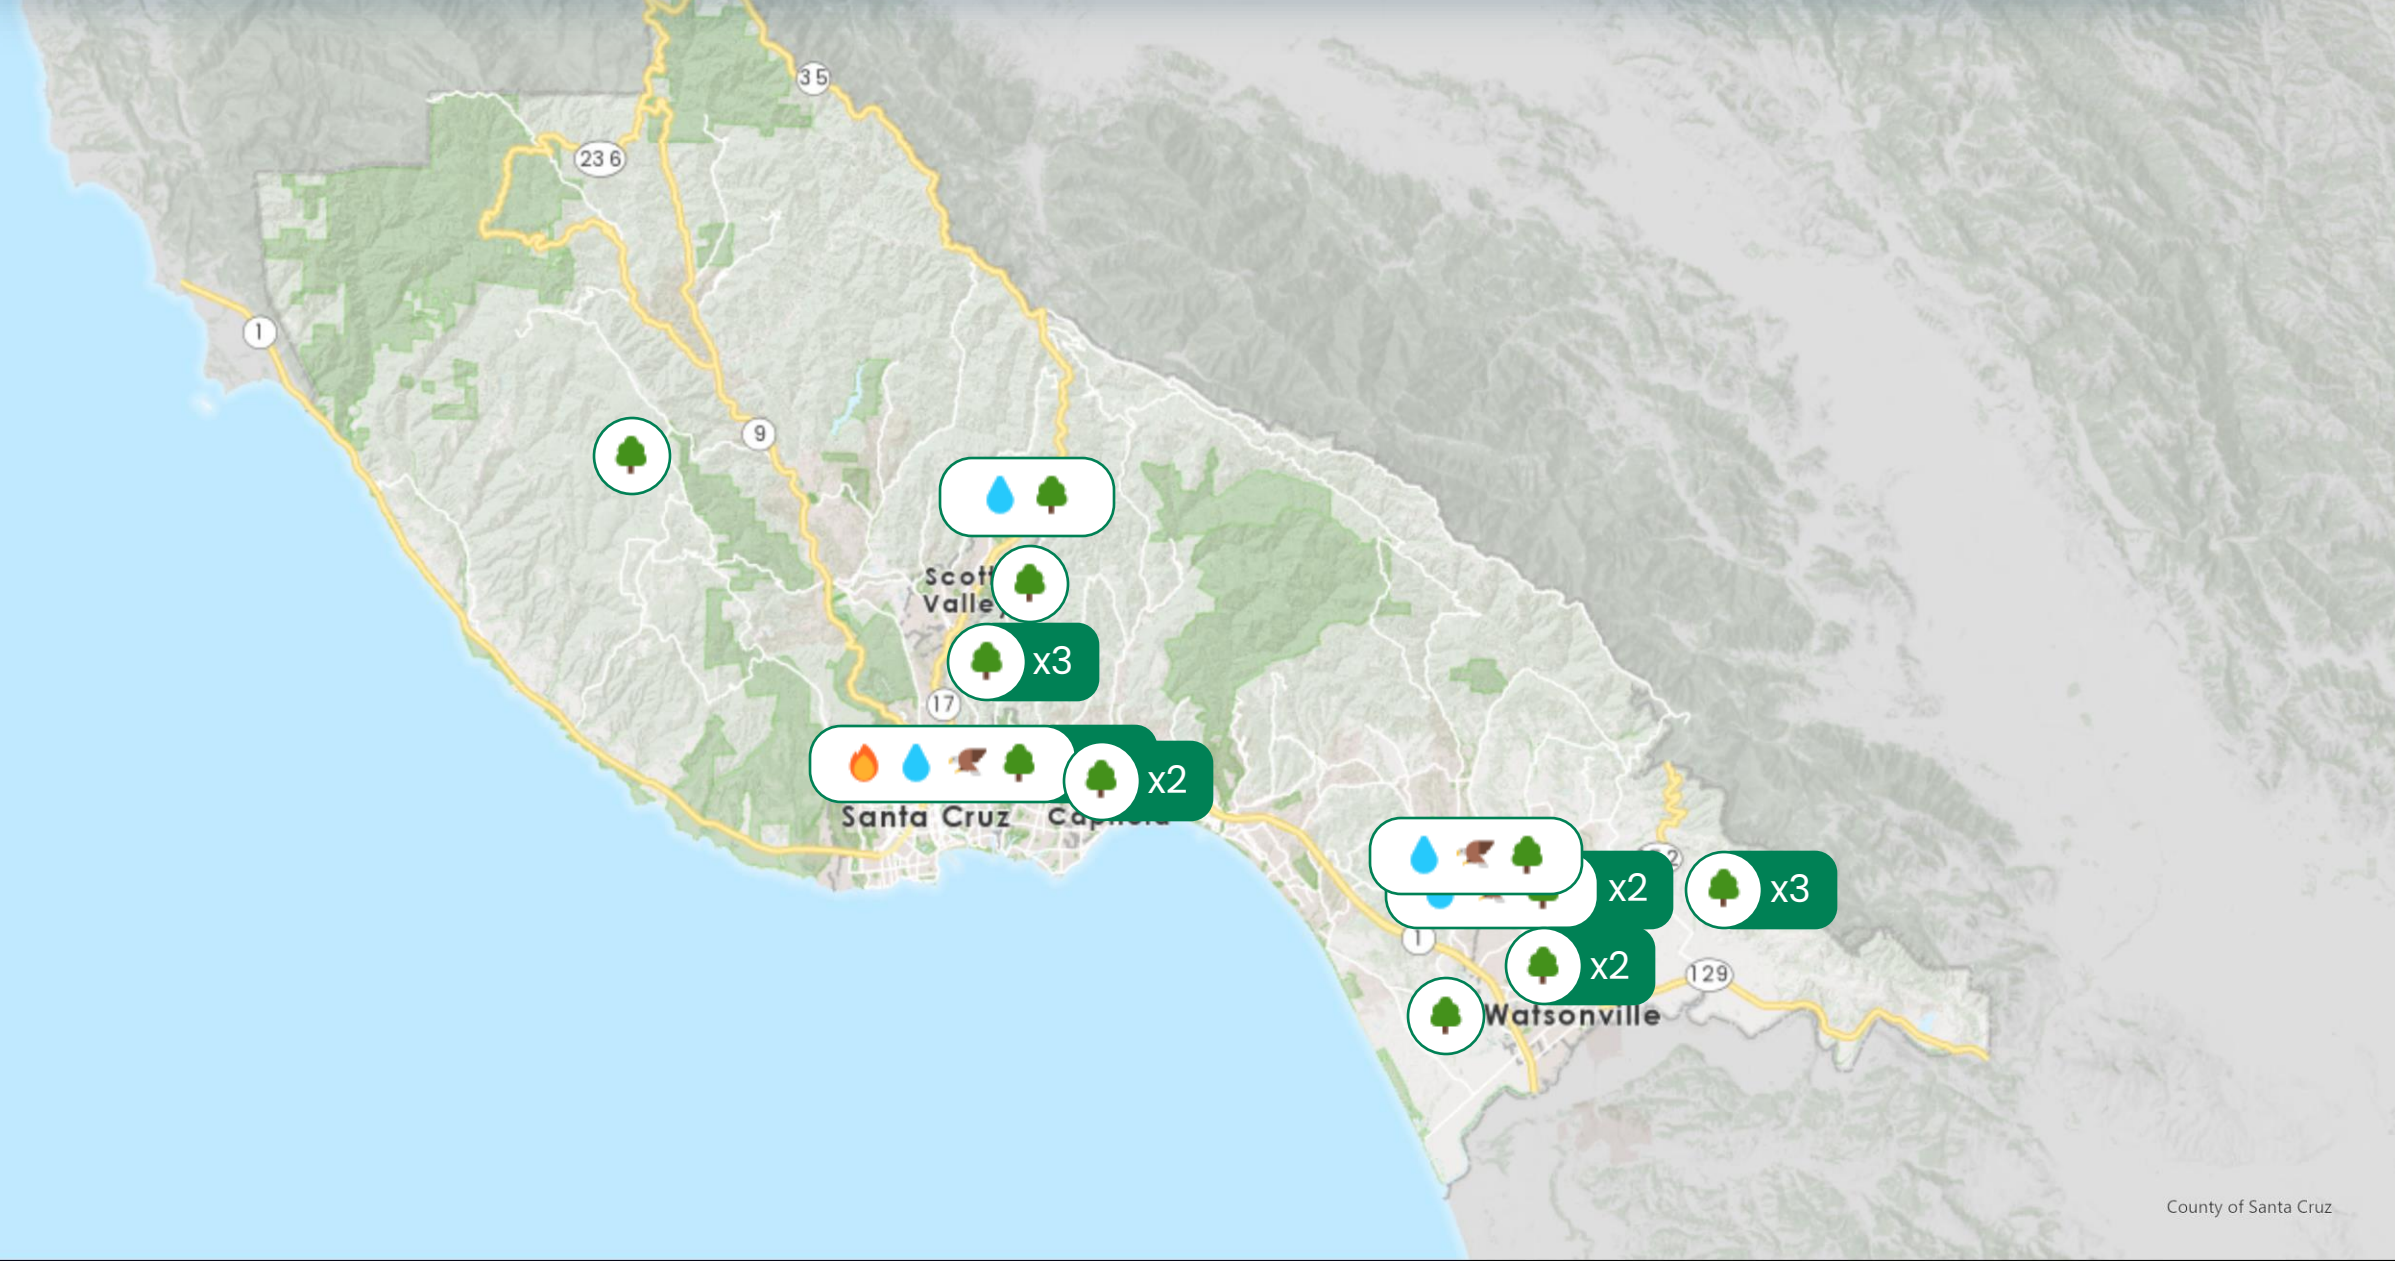 35
236
1
9
Scott
Valley
x3
17
x2
Santa Cruz
x2
x3
1
x2
129
Watsonville
County of Santa Cruz